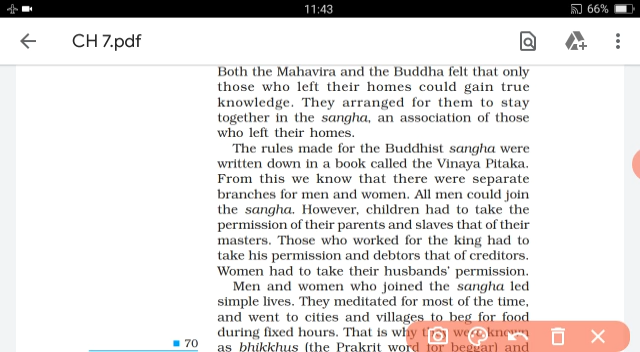 11:43
66%
CH 7.pdf
Both the Mahavira and the Buddha felt that only
those who left their homes could gain true
knowledge. They arranged for them to stay
together in the sangha, an association of those
who left their homes.
The rules made for the Buddhist sangha were
written down in a book called the Vinaya Pitaka.
From this we know that there were separate
branches for men and women. All men could join
the sangha. However, children had to take the
permission of their parents and slaves that of their
masters. Those who worked for the king had to
take his permission and debtors that of creditors.
Women had to take their husbands' permission.
Men and women who joined the sangha led
simple lives. They meditated for most of the time,
and went to cities and villages to beg for food
during fixed hours. That is why they were known
70
as bhikkhus (the Prakrit word for beggar) and